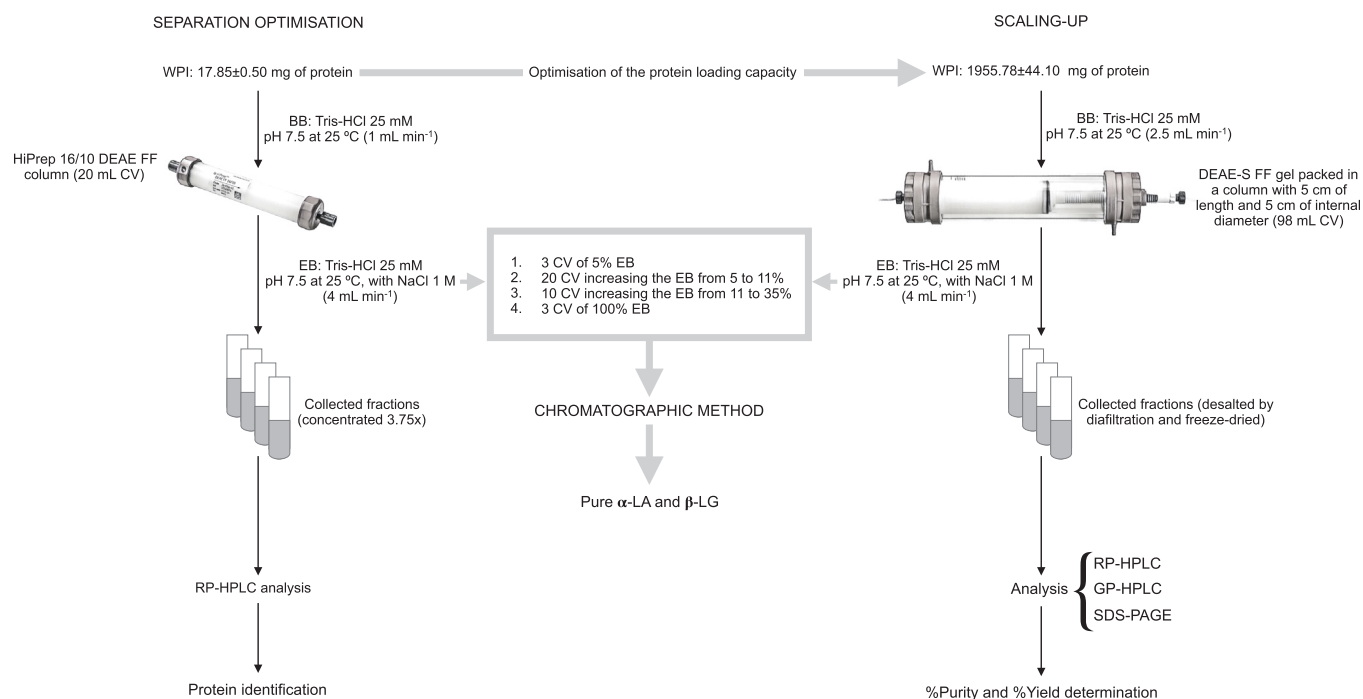 SEPARATION OPTIMISATION
SCALING-UP
WPI: 17.85±0.50 mg of protein
Optimisation of the protein loading capacity
WPI: 1955.78±44.10 mg of protein
BB: Tris-HCl 25 mM
pH 7.5 at 25 ºC (1 mL min⁻¹)
BB: Tris-HCl 25 mM
pH 7.5 at 25 ºC (2.5 mL min⁻¹)
HiPrep 16/10 DEAE FF
column (20 mL CV)
DEAE-S FF gel packed in
a column with 5 cm of
length and 5 cm of internal
diameter (98 mL CV)
EB: Tris-HCl 25 mM
pH 7.5 at 25 ºC, with NaCl 1 M
(4 mL min⁻¹)
1. 3 CV of 5% EB
2. 20 CV increasing the EB from 5 to 11%
3. 10 CV increasing the EB from 11 to 35%
4. 3 CV of 100% EB
EB: Tris-HCl 25 mM
pH 7.5 at 25 ºC, with NaCl 1 M
(4 mL min⁻¹)
Collected fractions
(concentrated 3.75x)
CHROMATOGRAPHIC METHOD
Collected fractions (desalted by
diafiltration and freeze-dried)
Pure α-LA and β-LG
RP-HPLC analysis
Analysis
RP-HPLC
GP-HPLC
SDS-PAGE
Protein identification
%Purity and %Yield determination